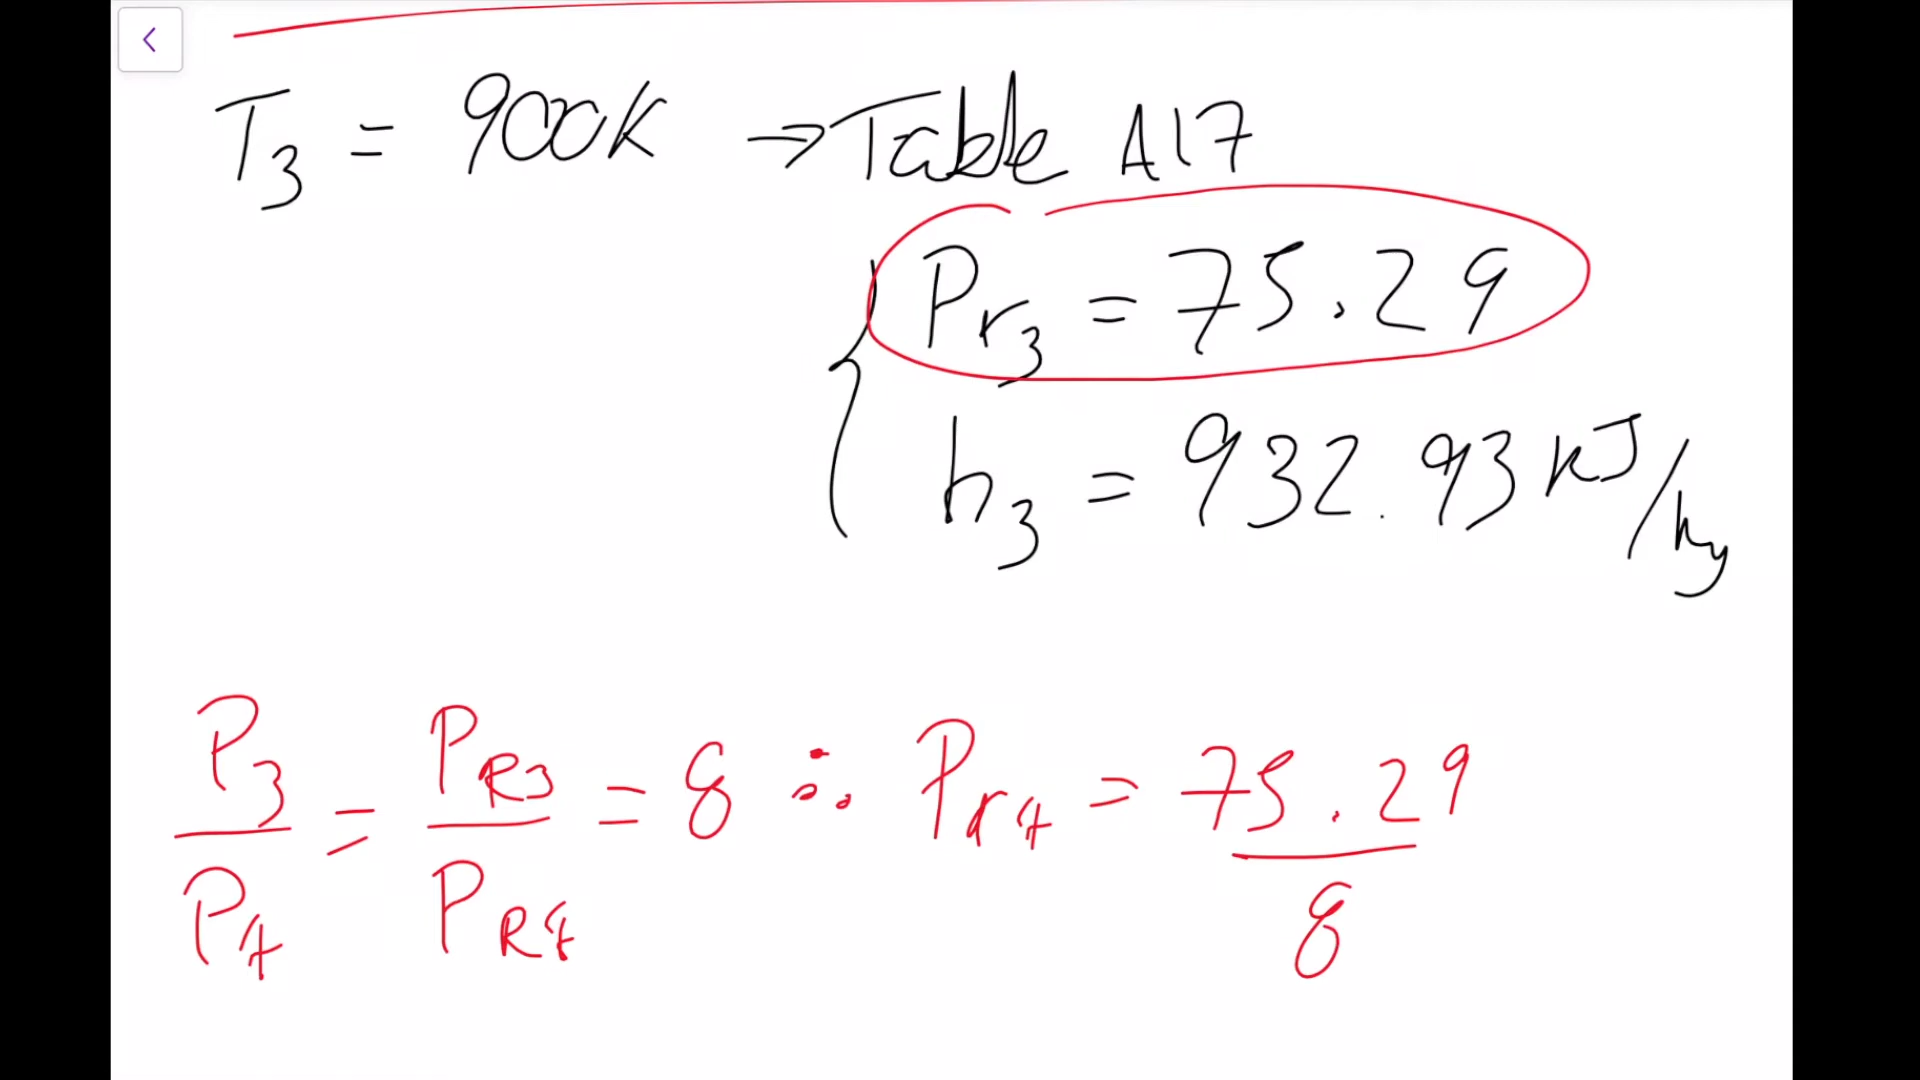 T3 = 900K → Table A17
Pr3 = 75.29
h3 = 932.93 kJ/kg
P3/P4 = PR3/PR4 = 8 ∴ Pr4 = 75.29/8